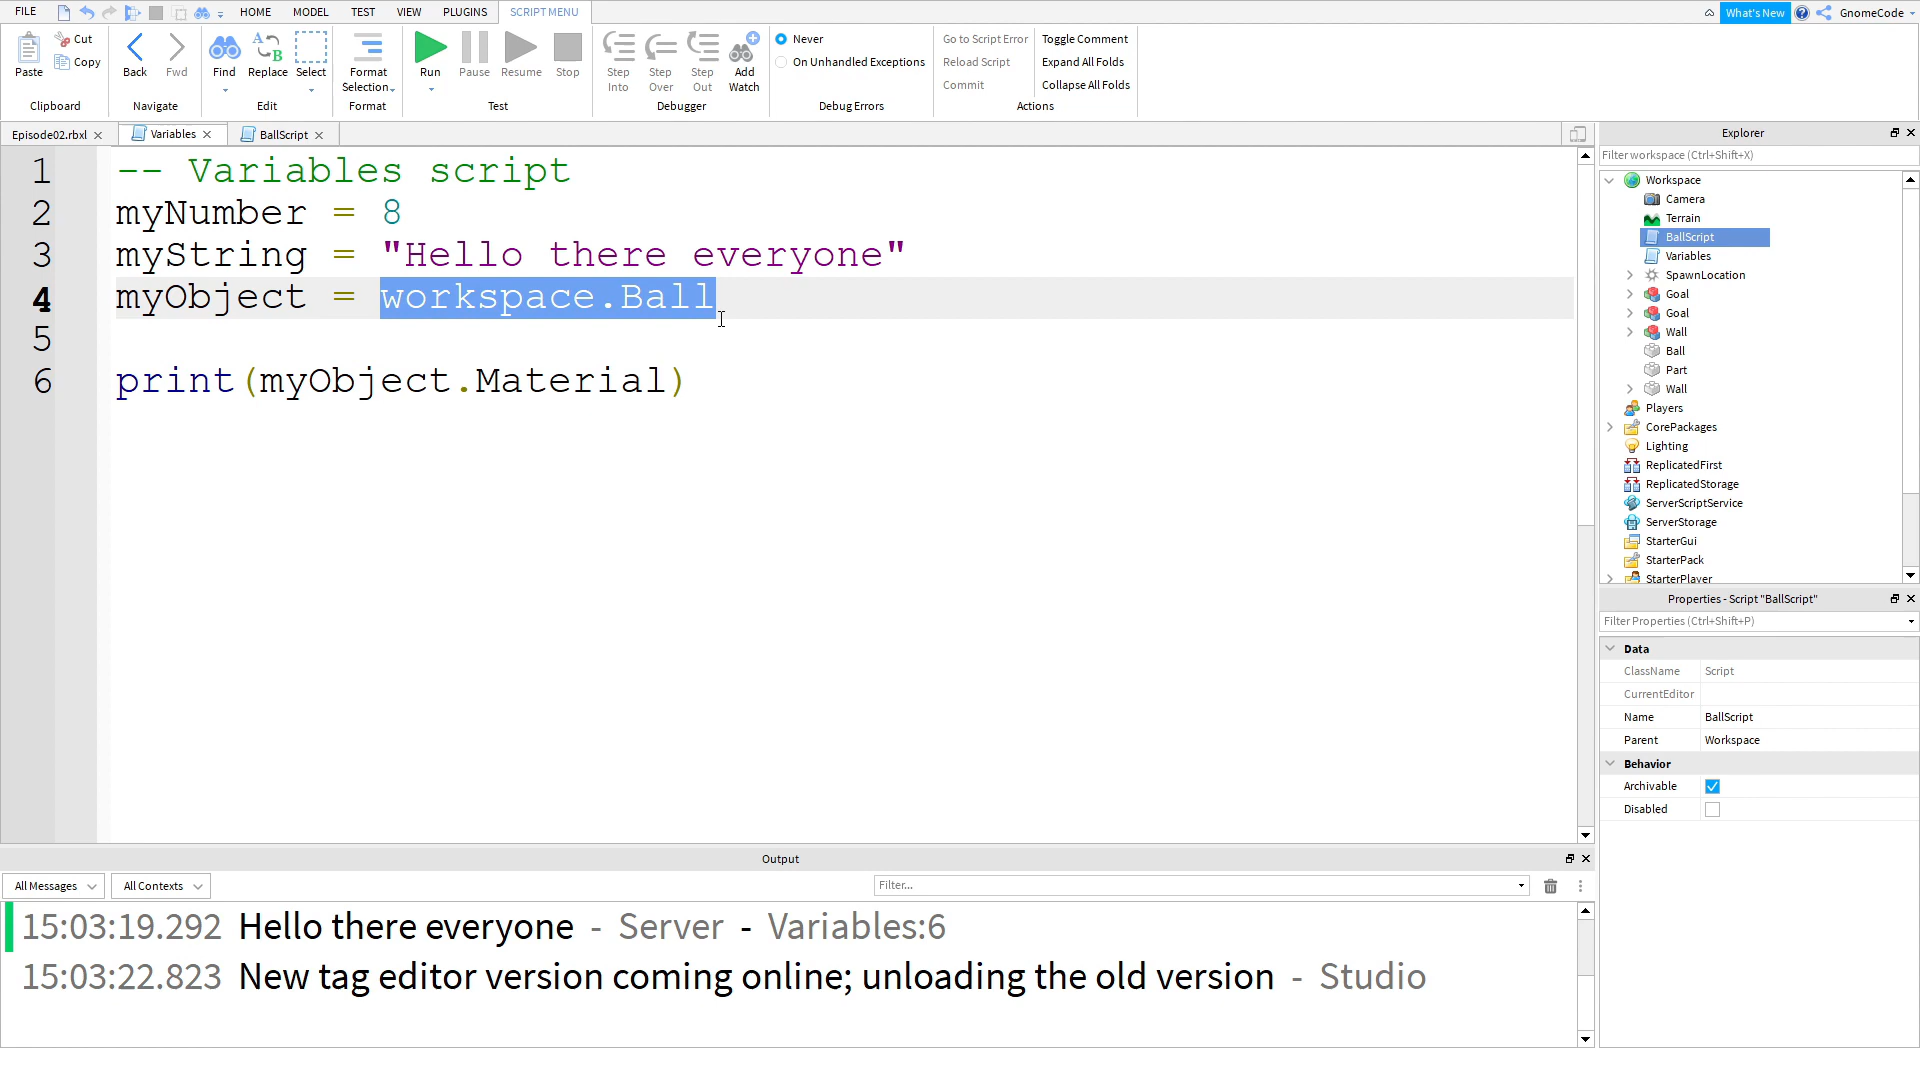 FILE HOME MODEL TEST VIEW PLUGINS SCRIPT MENU What's New GnomeCode
Paste Cut Copy Clipboard
Back Fwd Navigate
Find Replace Select Edit
Format Selection Format
Run Pause Resume Stop Test
Step Into Step Over Step Out Add Watch Debugger
Never
On Unhandled Exceptions
Debug Errors
Go to Script Error Toggle Comment
Reload Script Expand All Folds
Commit Collapse All Folds
Actions
Episode02.rbxl Variables BallScript
1 -- Variables script
2 myNumber = 8
3 myString = "Hello there everyone"
4 myObject = workspace.Ball
5
6 print(myObject.Material)
Explorer
Filter workspace (Ctrl+Shift+X)
Workspace
Camera
Terrain
BallScript
Variables
SpawnLocation
Goal
Goal
Wall
Ball
Part
Wall
Players
CorePackages
Lighting
ReplicatedFirst
ReplicatedStorage
ServerScriptService
ServerStorage
StarterGui
StarterPack
StarterPlayer
Properties - Script "BallScript"
Filter Properties (Ctrl+Shift+P)
Data
ClassName Script
CurrentEditor
Name BallScript
Parent Workspace
Behavior
Archivable
Disabled
Output
All Messages All Contexts Filter...
15:03:19.292 Hello there everyone - Server - Variables:6
15:03:22.823 New tag editor version coming online; unloading the old version - Studio